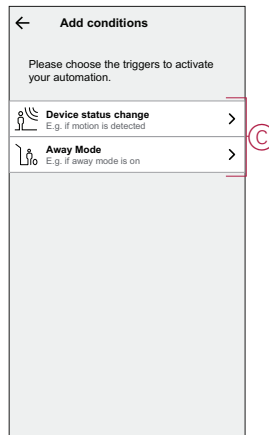 Add conditions
Please choose the triggers to activate
your automation.
Device status change
E.g. if motion is detected
Away Mode
E.g. if away mode is on
C